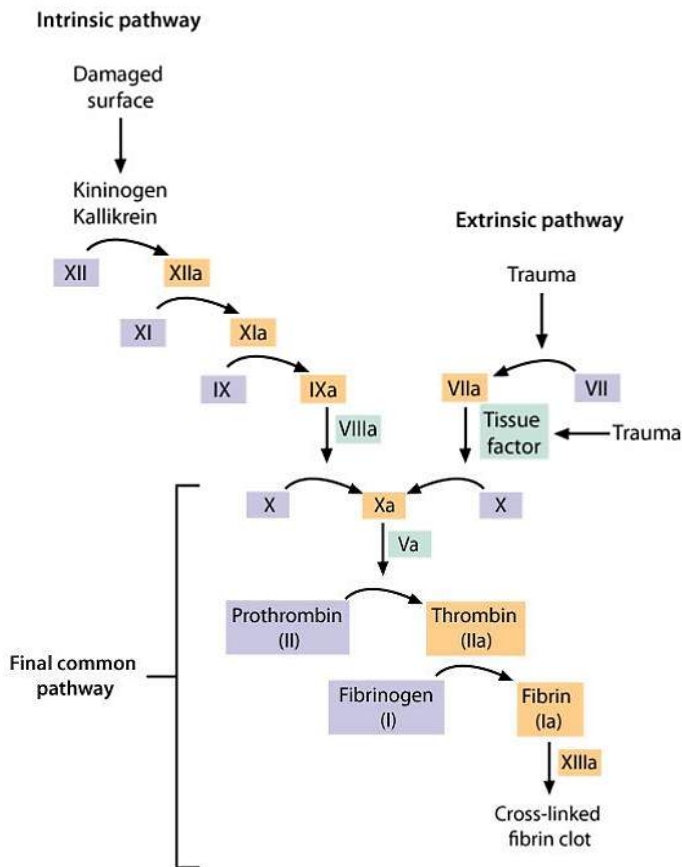 Intrinsic pathway
Damaged
surface
Kininogen
Kallikrein
Extrinsic pathway
XII
XIIa
Trauma
XI
XIa
IX
IXa
VIIa
VII
VIIIa
Tissue
factor
Trauma
X
Xa
X
Va
Prothrombin
(II)
Thrombin
(IIa)
Final common
pathway
Fibrinogen
(I)
Fibrin
(Ia)
XIIIa
Cross-linked
fibrin clot